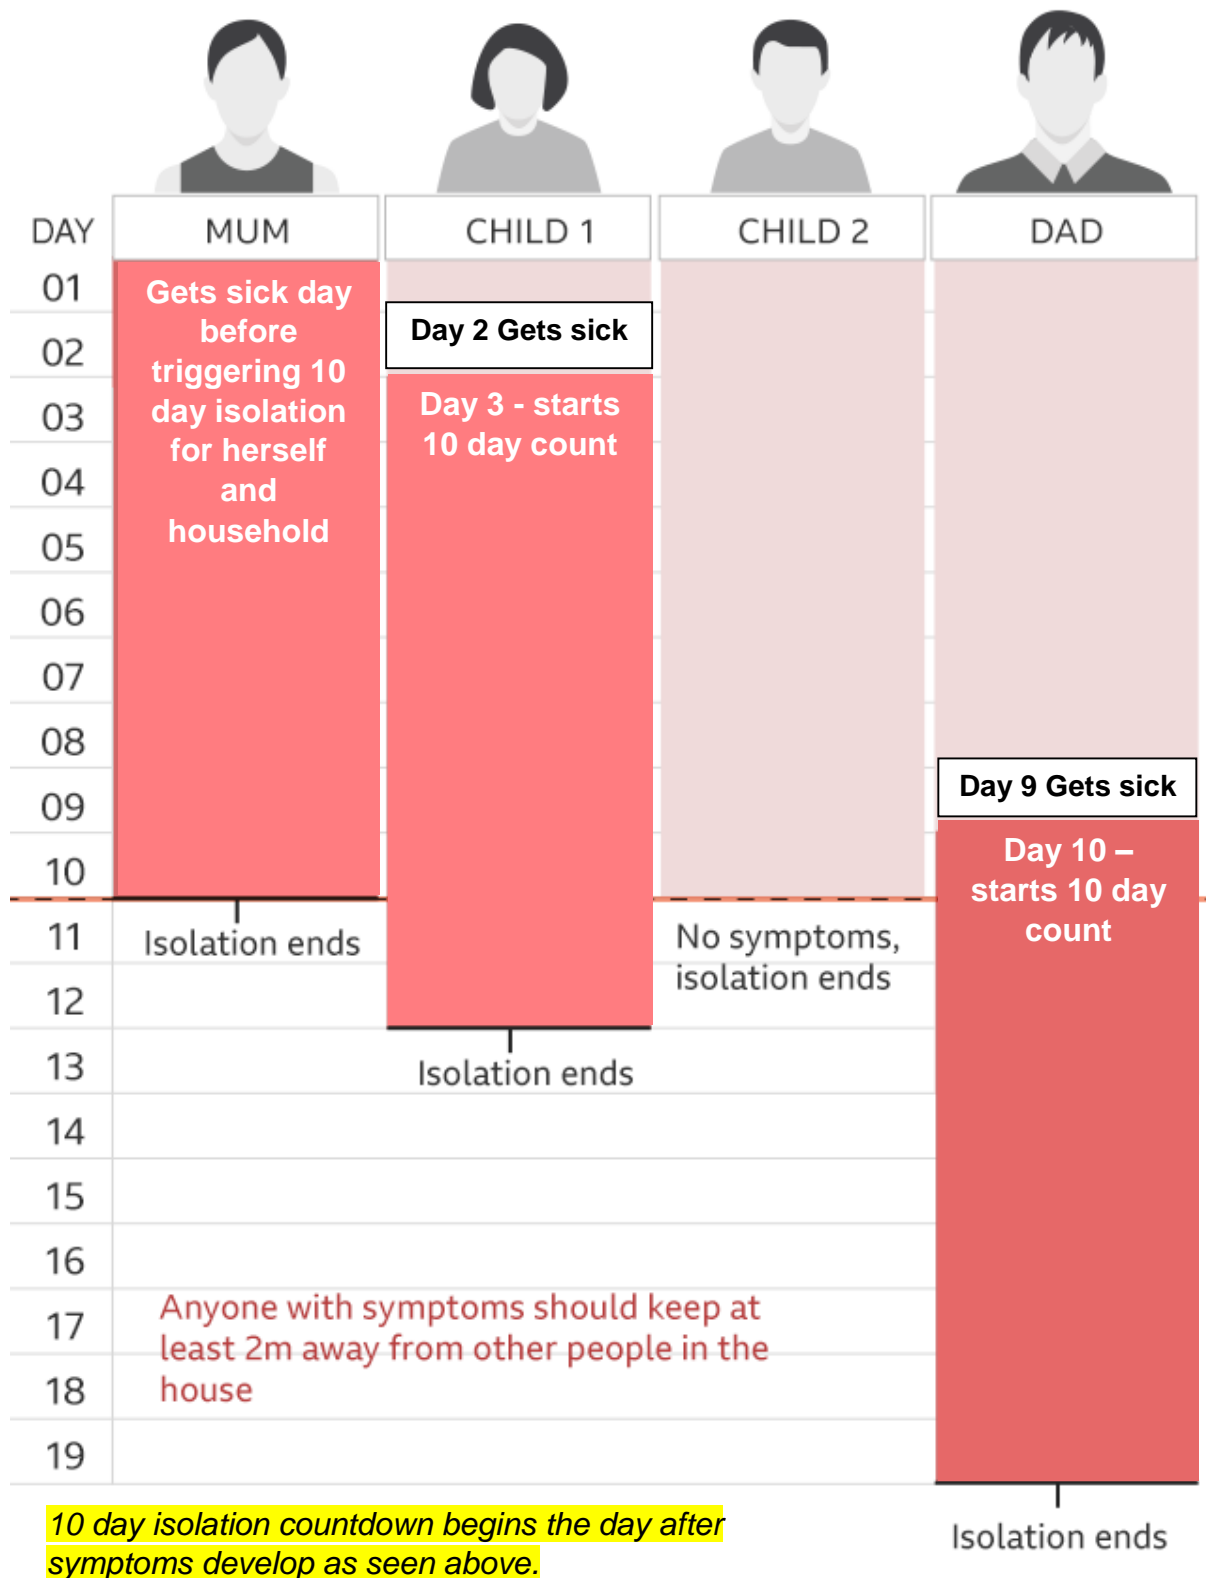 DAY MUM CHILD 1 CHILD 2 DAD
01
Gets sick day
before
triggering 10
day isolation
for herself
and
household
Day 2 Gets sick
02
Day 3 - starts
10 day count
03
04
05
06
07
08
Day 9 Gets sick
09
Day 10 –
starts 10 day
count
10
11
Isolation ends
No symptoms,
isolation ends
12
13
Isolation ends
14
15
16
17
Anyone with symptoms should keep at
least 2m away from other people in the
house
18
19
10 day isolation countdown begins the day after
symptoms develop as seen above.
Isolation ends